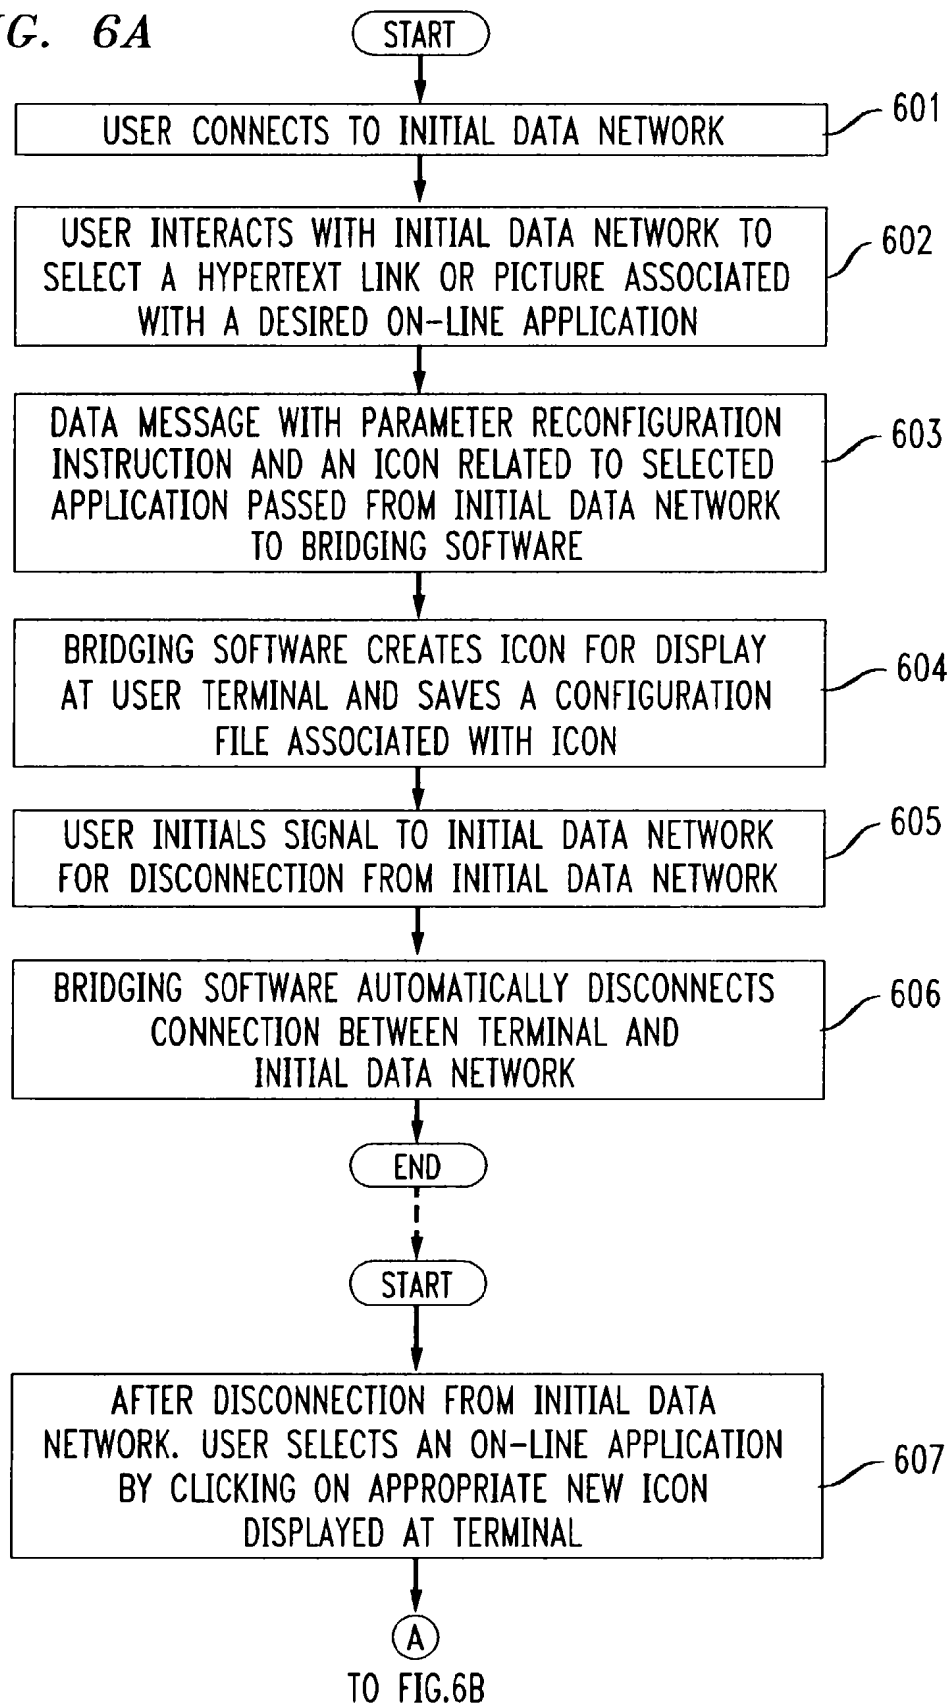 G. 6A
START
USER CONNECTS TO INITIAL DATA NETWORK
601
USER INTERACTS WITH INITIAL DATA NETWORK TO
SELECT A HYPERTEXT LINK OR PICTURE ASSOCIATED
WITH A DESIRED ON-LINE APPLICATION
602
DATA MESSAGE WITH PARAMETER RECONFIGURATION
INSTRUCTION AND AN ICON RELATED TO SELECTED
APPLICATION PASSED FROM INITIAL DATA NETWORK
TO BRIDGING SOFTWARE
603
BRIDGING SOFTWARE CREATES ICON FOR DISPLAY
AT USER TERMINAL AND SAVES A CONFIGURATION
FILE ASSOCIATED WITH ICON
604
USER INITIALS SIGNAL TO INITIAL DATA NETWORK
FOR DISCONNECTION FROM INITIAL DATA NETWORK
605
BRIDGING SOFTWARE AUTOMATICALLY DISCONNECTS
CONNECTION BETWEEN TERMINAL AND
INITIAL DATA NETWORK
606
END
START
AFTER DISCONNECTION FROM INITIAL DATA
NETWORK. USER SELECTS AN ON-LINE APPLICATION
BY CLICKING ON APPROPRIATE NEW ICON
DISPLAYED AT TERMINAL
607
A
TO FIG.6B